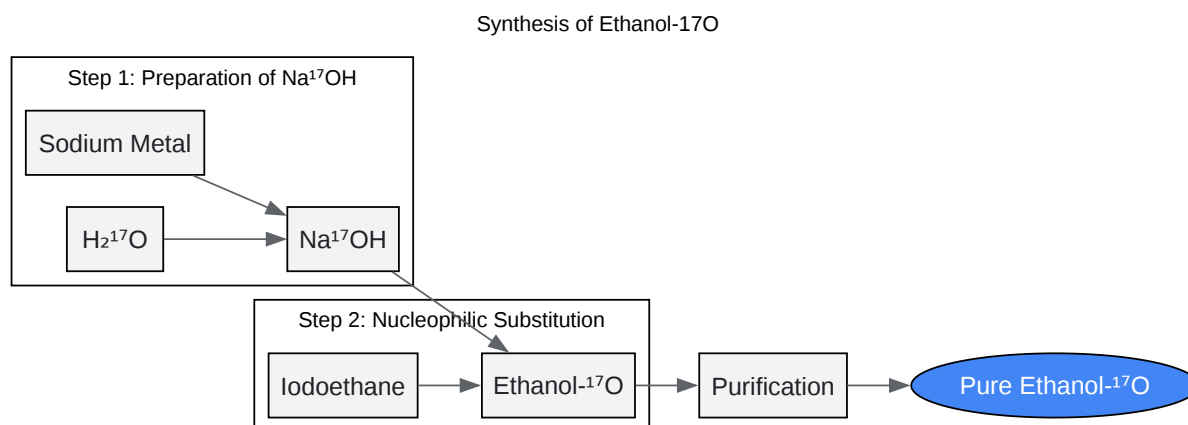 Synthesis of Ethanol-17O
Step 1: Preparation of Na¹⁷OH
Sodium Metal
H₂¹⁷O
Na¹⁷OH
Step 2: Nucleophilic Substitution
Iodoethane
Ethanol-¹⁷O
Purification
Pure Ethanol-¹⁷O